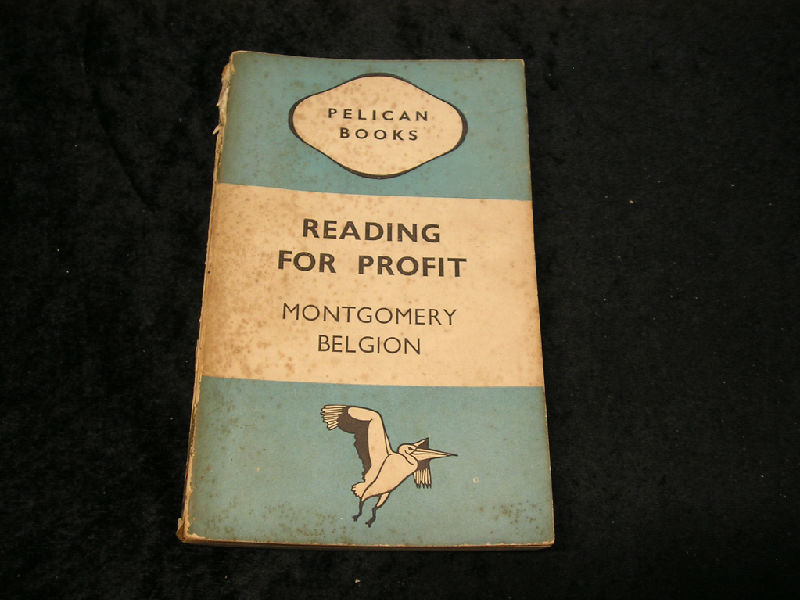 PELICAN
BOOKS
READING
FOR PROFIT
MONTGOMERY
BELGION